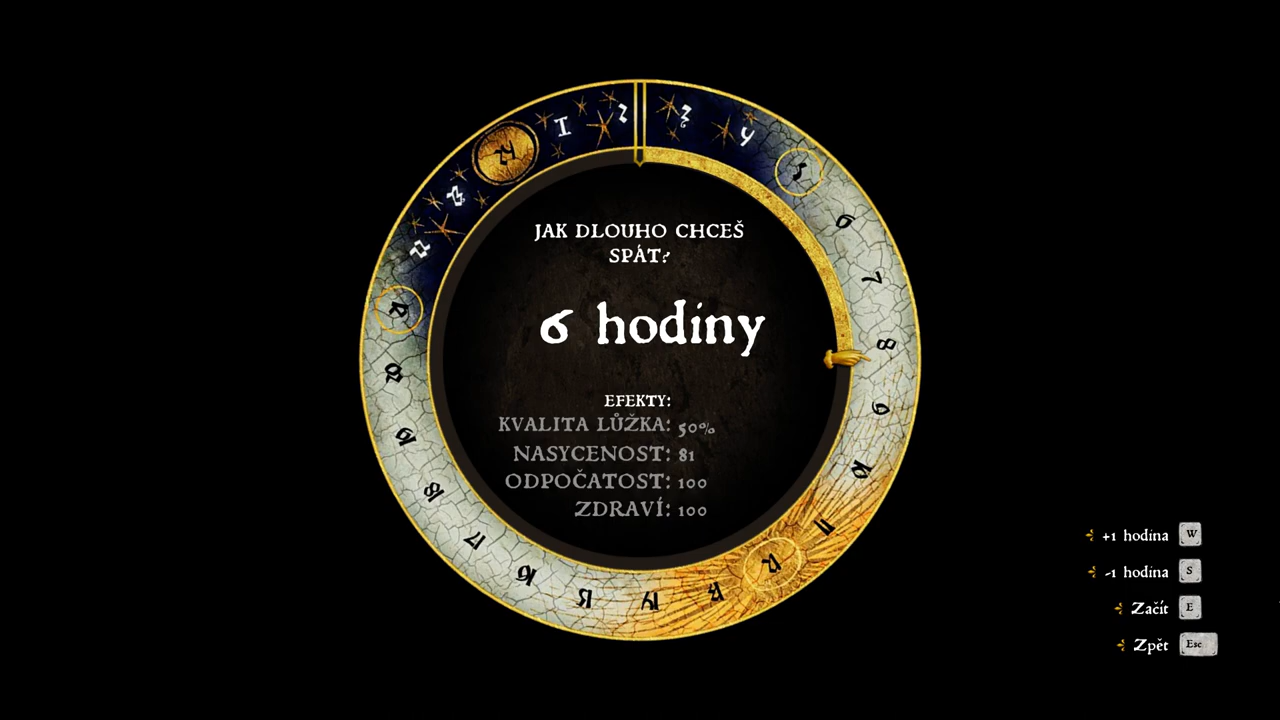 JAK DLOUHO CHCEŠ
SPÁT?
6 hodiny
EFEKTY:
KVALITA LŮŽKA: 50%
NASYCENOST: 81
ODPOČATOST: 100
ZDRAVÍ: 100
+1 hodina W
-1 hodina S
Začít E
Zpět Esc